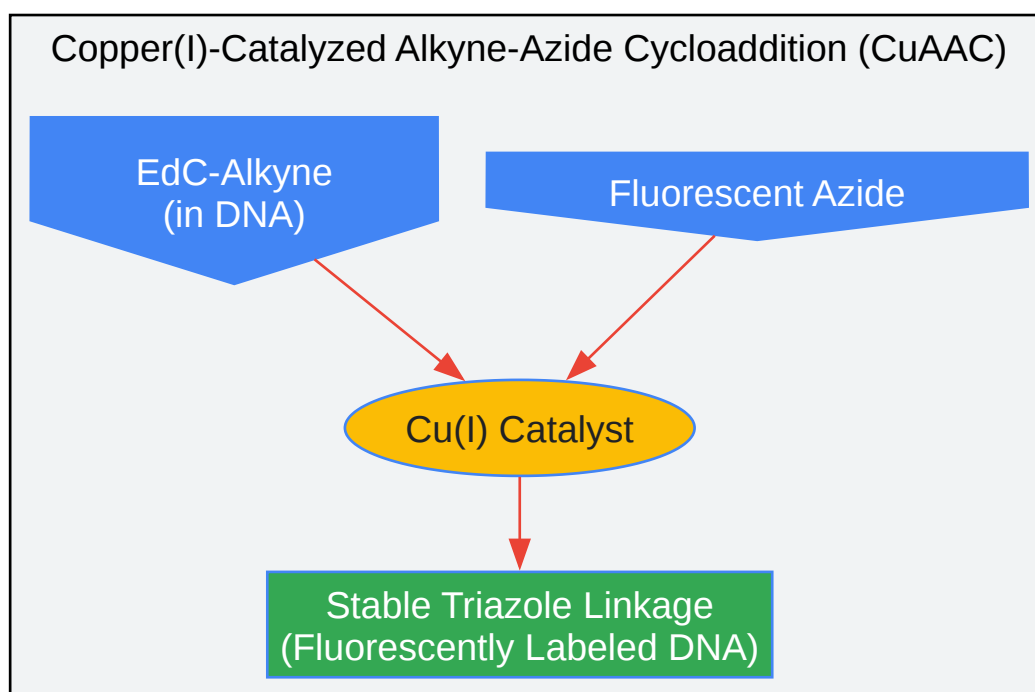 Copper(I)-Catalyzed Alkyne-Azide Cycloaddition (CuAAC)
EdC-Alkyne
(in DNA)
Fluorescent Azide
Cu(I) Catalyst
Stable Triazole Linkage
(Fluorescently Labeled DNA)